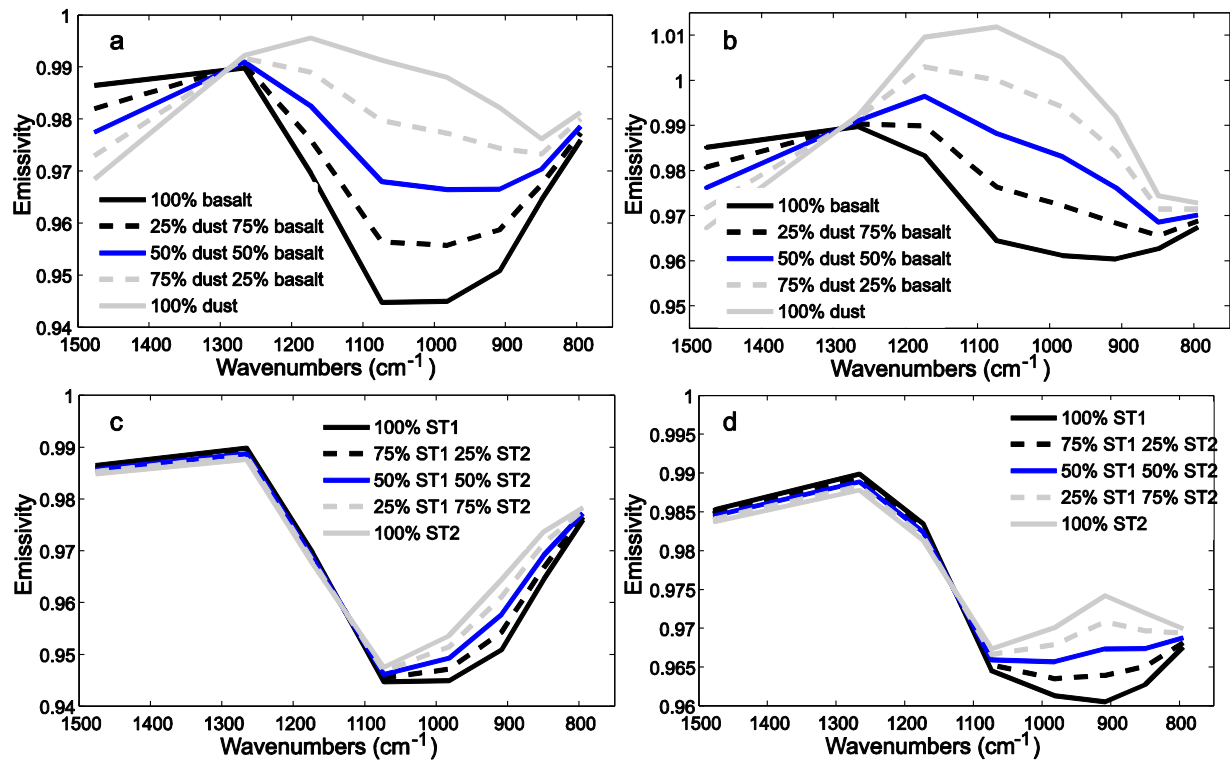 a
1
0.99
0.98
0.97
0.96
0.95
0.94
Emissivity
100% basalt
25% dust 75% basalt
50% dust 50% basalt
75% dust 25% basalt
100% dust
1500 1400 1300 1200 1100 1000 900 800
Wavenumbers (cm-1)
b
1.01
1
0.99
0.98
0.97
0.96
0.95
Emissivity
100% basalt
25% dust 75% basalt
50% dust 50% basalt
75% dust 25% basalt
100% dust
1500 1400 1300 1200 1100 1000 900 800
Wavenumbers (cm-1)
c
1
0.99
0.98
0.97
0.96
0.95
0.94
Emissivity
100% ST1
75% ST1 25% ST2
50% ST1 50% ST2
25% ST1 75% ST2
100% ST2
1500 1400 1300 1200 1100 1000 900 800
Wavenumbers (cm-1)
d
1
0.995
0.99
0.985
0.98
0.975
0.97
0.965
0.96
Emissivity
100% ST1
75% ST1 25% ST2
50% ST1 50% ST2
25% ST1 75% ST2
100% ST2
1500 1400 1300 1200 1100 1000 900 800
Wavenumbers (cm-1)